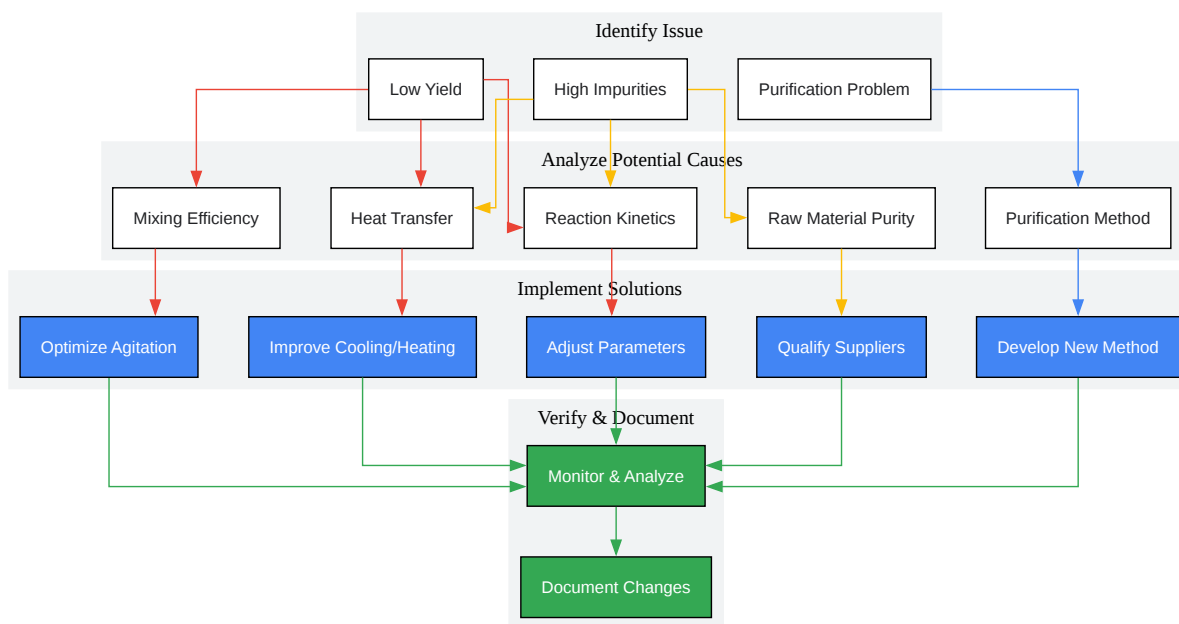 Identify Issue
Low Yield
High Impurities
Purification Problem
Analyze Potential Causes
Mixing Efficiency
Heat Transfer
Reaction Kinetics
Raw Material Purity
Purification Method
Implement Solutions
Optimize Agitation
Improve Cooling/Heating
Adjust Parameters
Qualify Suppliers
Develop New Method
Verify & Document
Monitor & Analyze
Document Changes